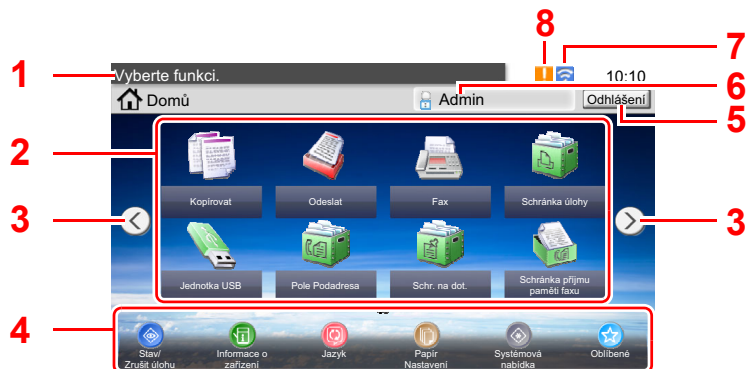 8
7
1
Vyberte funkci.
10:10
6
Domů
Admin
Odhlášení
5
2
Kopírovat
Odeslat
Fax
Schránka úlohy
3
3
Jednotka USB
Pole Podadresa
Schr. na dot.
Schránka příjmu
paměti faxu
4
Stav/
Zrušit úlohu
Informace o
zařízení
Jazyk
Papír
Nastavení
Systémová
nabídka
Oblíbené